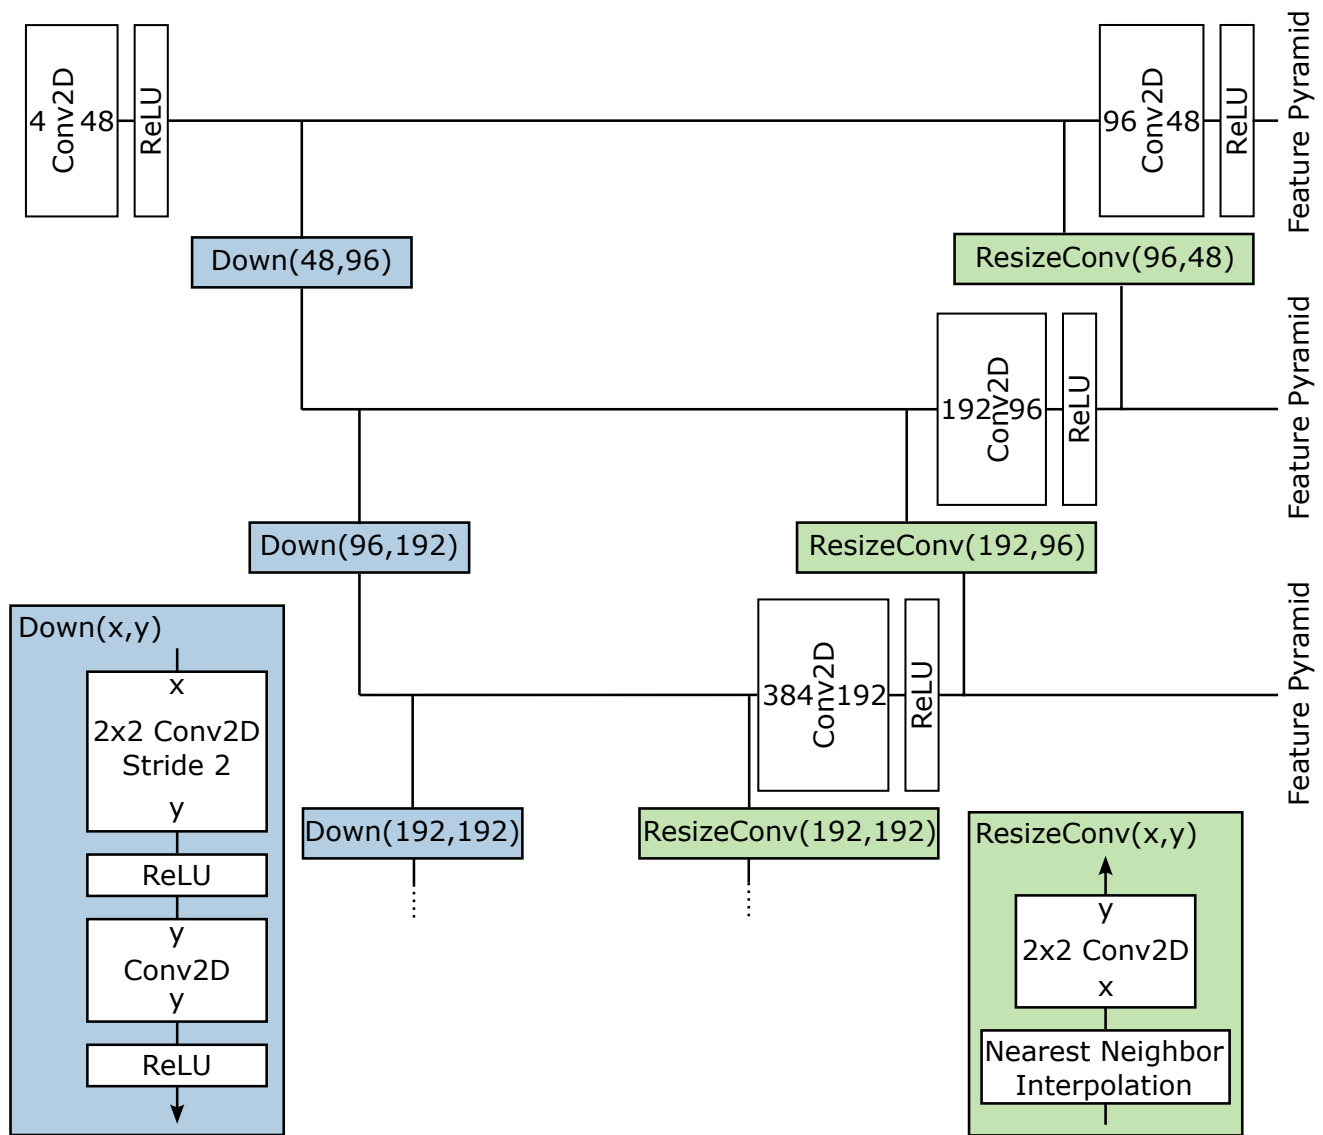 4
Conv2D
48
ReLU
96
Conv2D
48
ReLU
Feature Pyramid
Down(48,96)
ResizeConv(96,48)
192
Conv2D
96
ReLU
Feature Pyramid
Down(96,192)
ResizeConv(192,96)
384
Conv2D
192
ReLU
Feature Pyramid
Down(192,192)
ResizeConv(192,192)
Down(x,y)
x
2x2 Conv2D
Stride 2
y
ReLU
y
Conv2D
y
ReLU
ResizeConv(x,y)
y
2x2 Conv2D
x
Nearest Neighbor
Interpolation